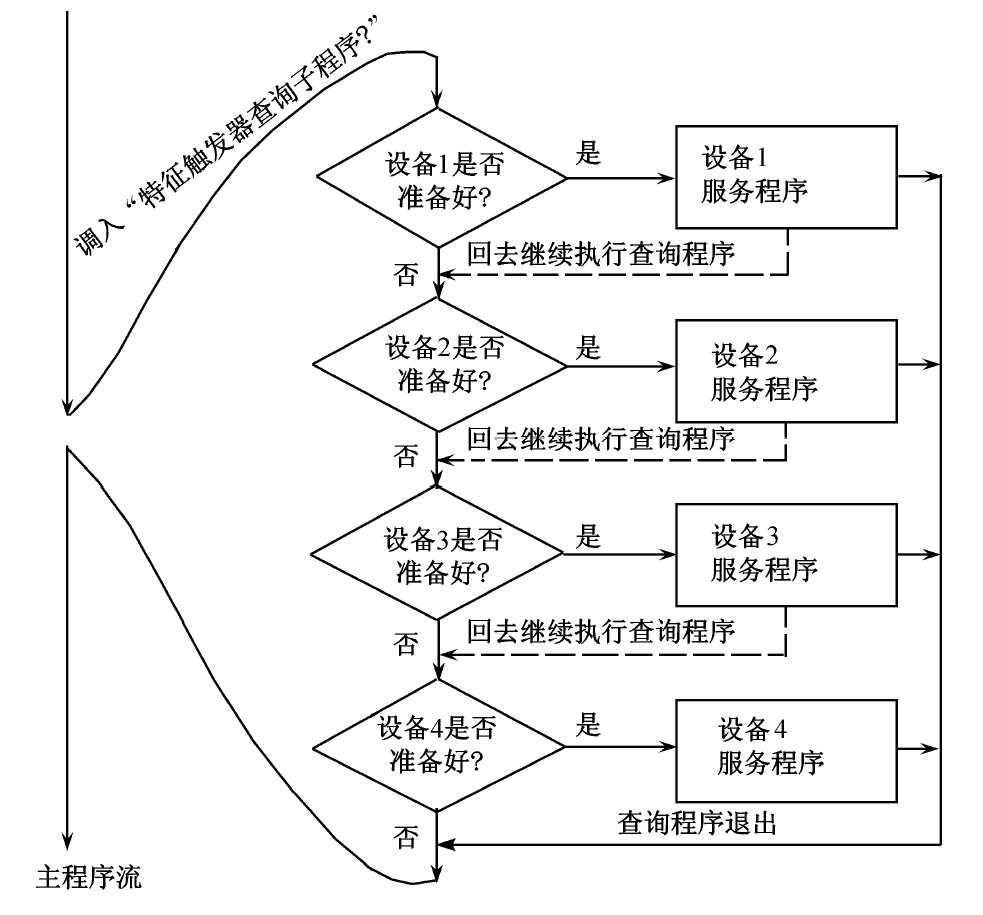 调入“特征触发器查询子程序?”
设备1是否
准备好?
是
设备1
服务程序
回去继续执行查询程序
否
设备2是否
准备好?
是
设备2
服务程序
回去继续执行查询程序
否
设备3是否
准备好?
是
设备3
服务程序
回去继续执行查询程序
否
设备4是否
准备好?
是
设备4
服务程序
查询程序退出
否
主程序流